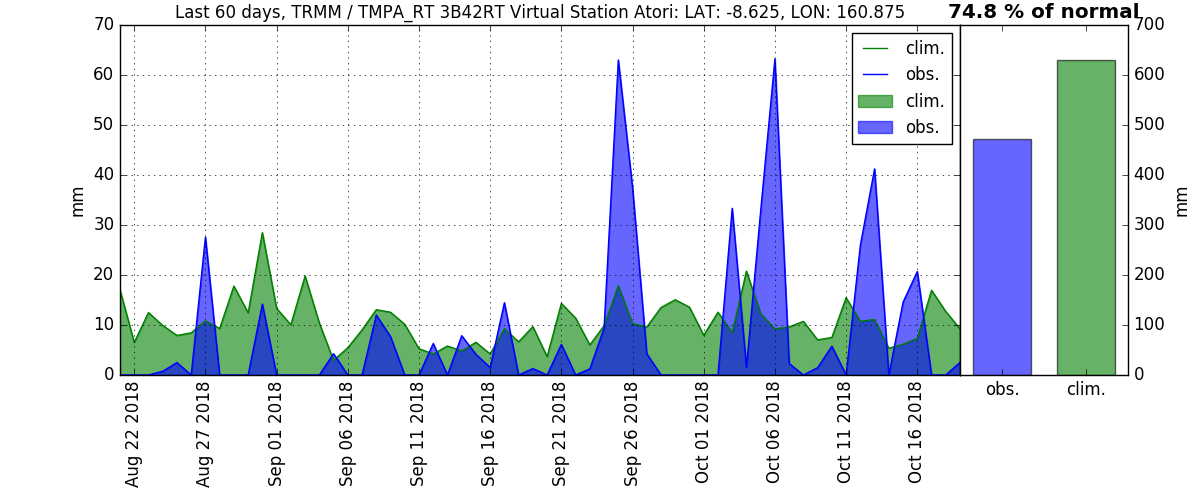 Last 60 days, TRMM / TMPA_RT 3B42RT Virtual Station Atori: LAT: -8.625, LON: 160.875
74.8 % of normal
70
60
50
40
30
20
10
0
mm
clim.
obs.
clim.
obs.
Aug 22 2018
Aug 27 2018
Sep 01 2018
Sep 06 2018
Sep 11 2018
Sep 16 2018
Sep 21 2018
Sep 26 2018
Oct 01 2018
Oct 06 2018
Oct 11 2018
Oct 16 2018
700
600
500
400
300
200
100
0
mm
obs.
clim.